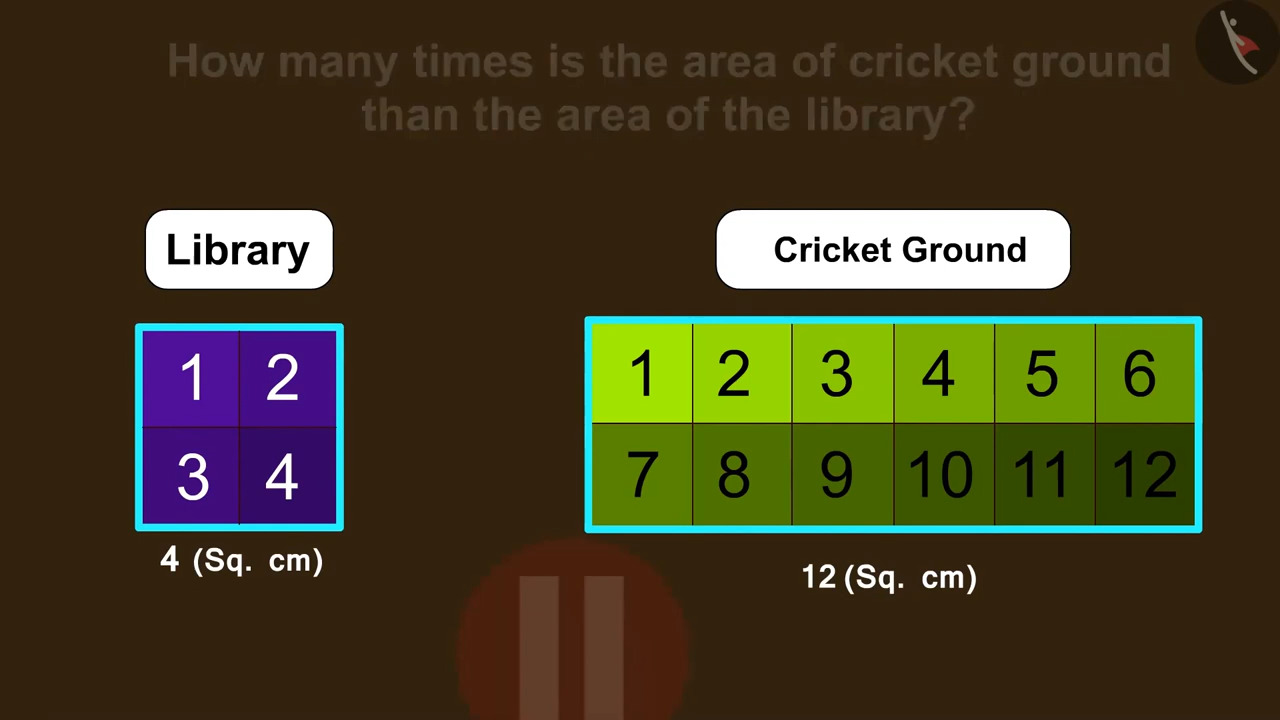 How many times is the area of cricket ground
than the area of the library?
Library
Cricket Ground
1 2
3 4
4 (Sq. cm)
1 2 3 4 5 6
7 8 9 10 11 12
12 (Sq. cm)